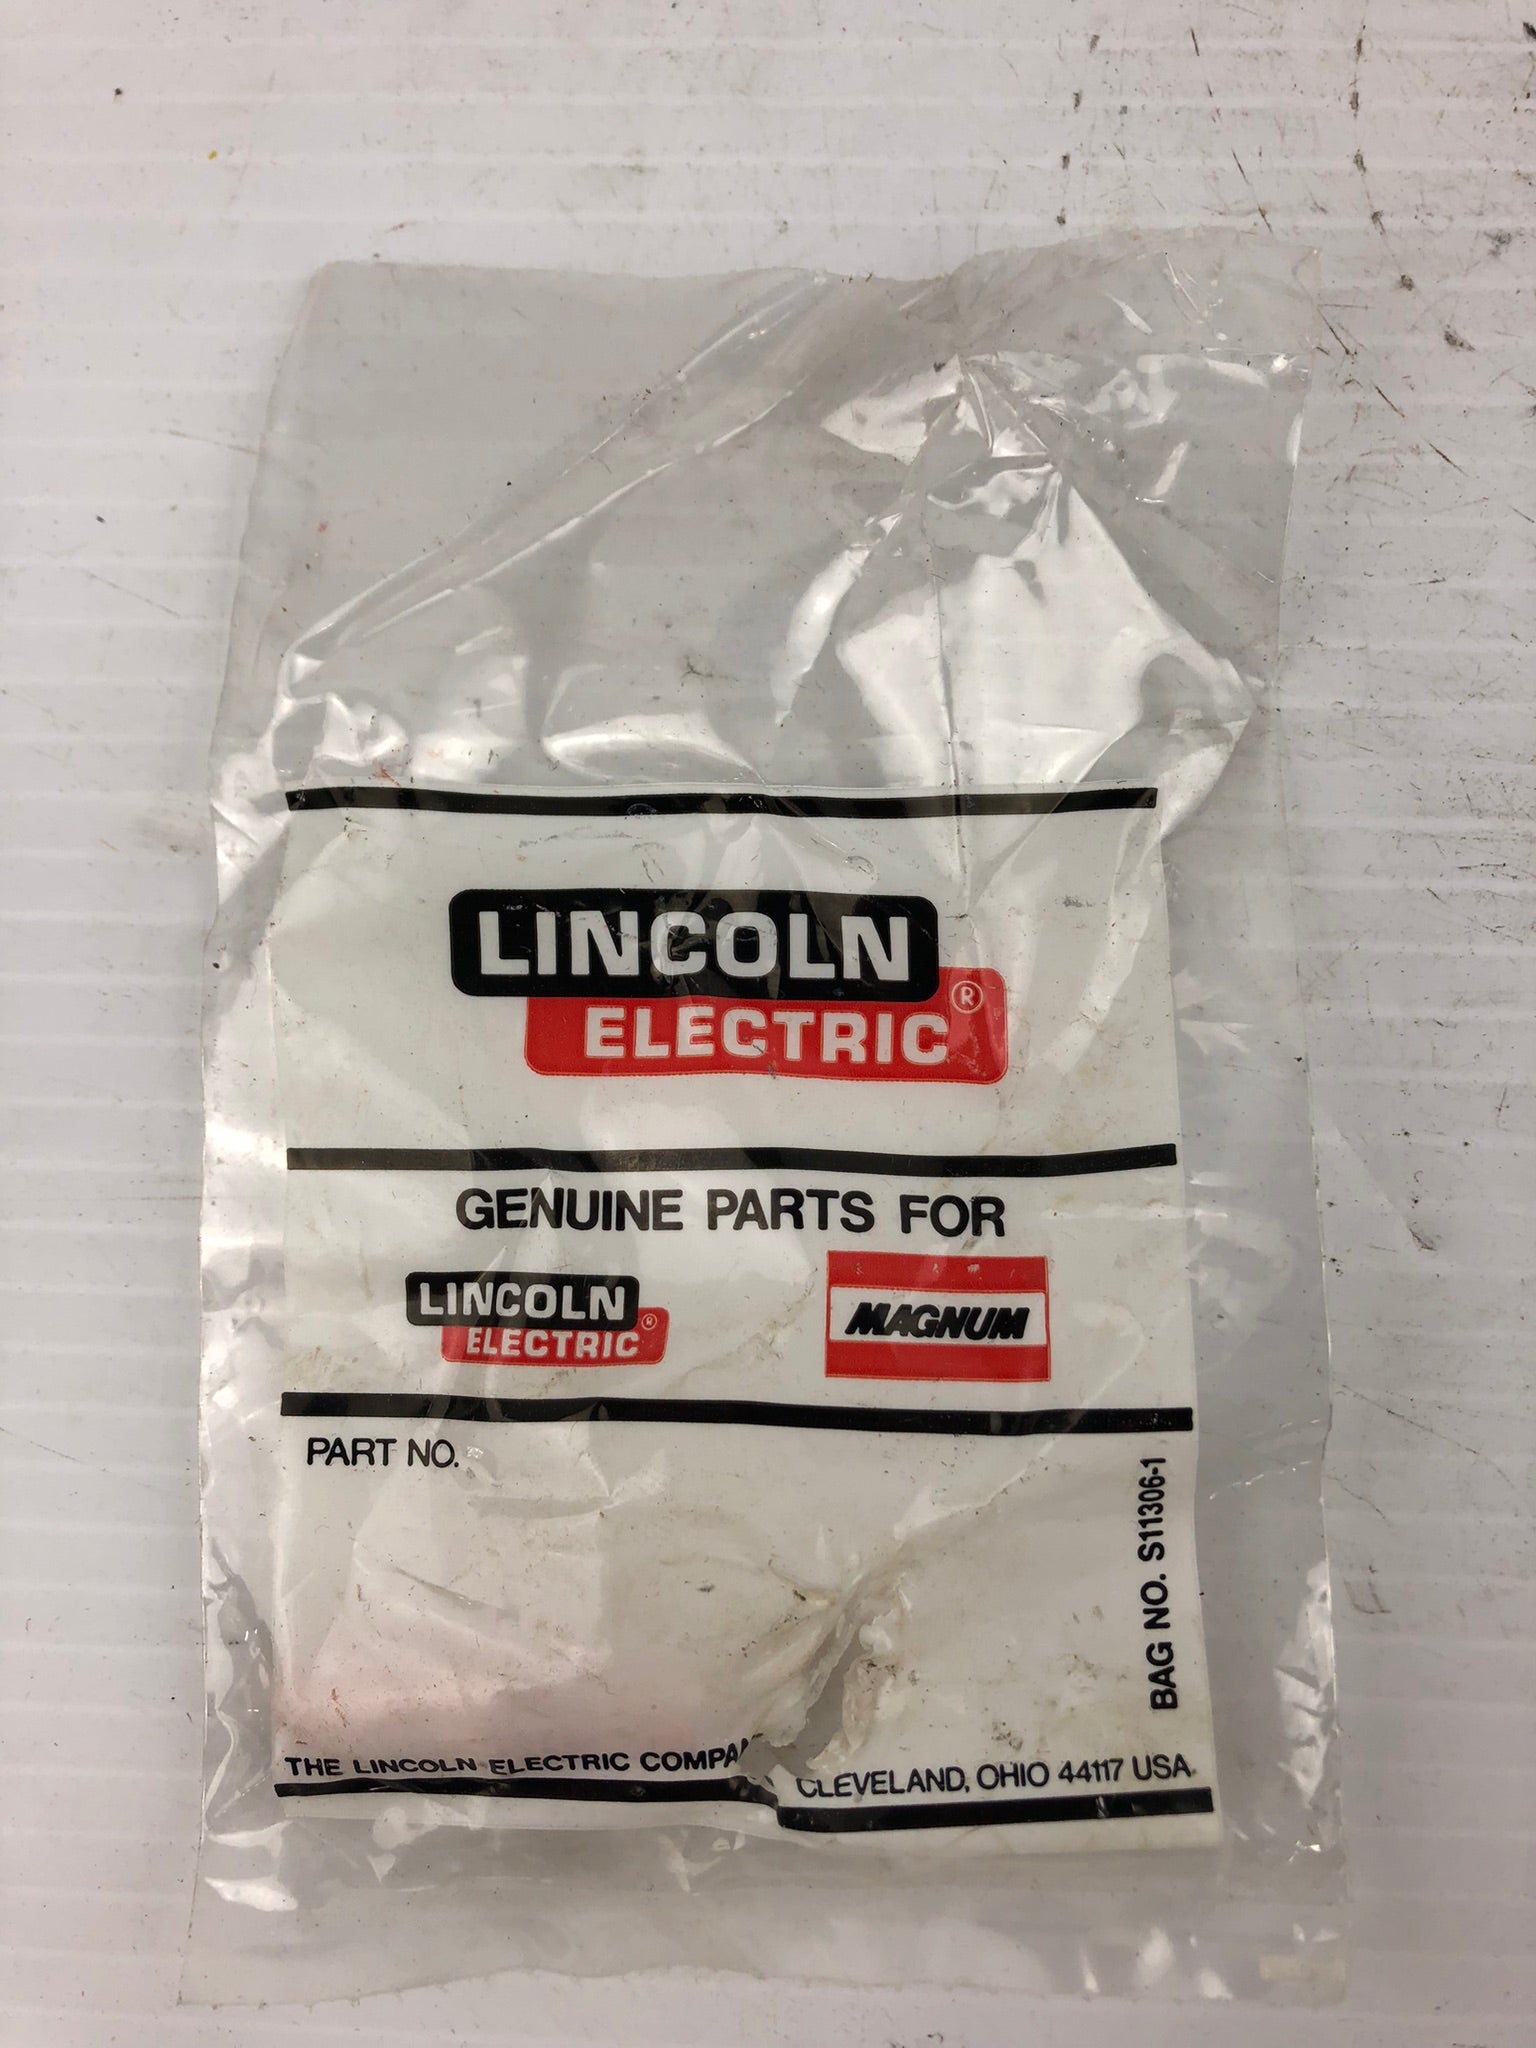 LINCOLN
ELECTRIC ®
GENUINE PARTS FOR
LINCOLN
ELECTRIC ®
MAGNUM
PART NO.
BAG NO. S11306-1
THE LINCOLN ELECTRIC COMPA CLEVELAND, OHIO 44117 USA